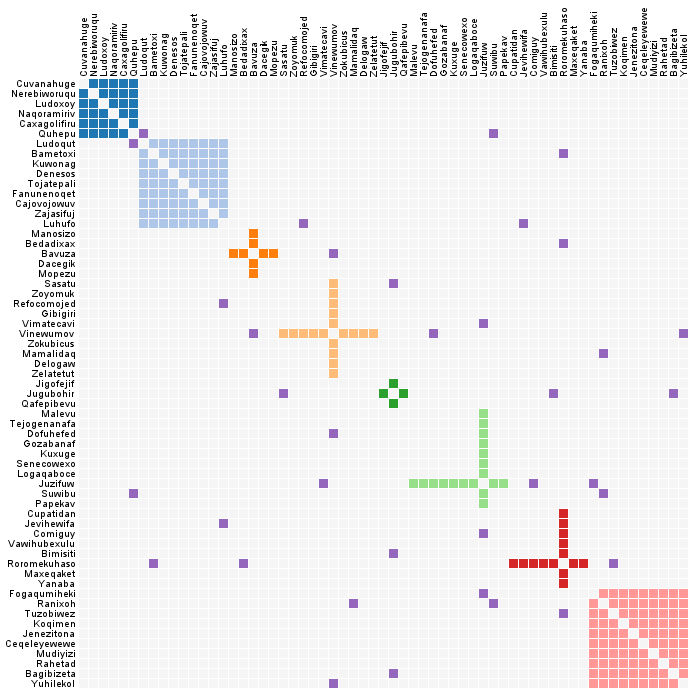 Cuvanahuge
Nerebiworuqu
Ludoxoy
Naqoramiriv
Caxagolifiru
Quhepu
Ludoqut
Bametoxi
Kuwonag
Denesos
Tojatepali
Fanunenoqet
Cajovojowuv
Zajasifuj
Luhufo
Manosizo
Bedadixax
Bavuza
Dacegik
Mopezu
Sasatu
Zoyomuk
Refocomojed
Gibigiri
Vimatecavi
Vinewumov
Zokubicus
Mamalidaq
Delogaw
Zelatetut
Jigofejif
Jugubohir
Qafepibevu
Malevu
Tejogenanafa
Dofuhefed
Gozabanaf
Kuxuge
Senecowexo
Logaqaboce
Juzifuw
Suwibu
Papekav
Cupatidan
Jevihewifa
Comiguy
Vawihubexulu
Bimisiti
Roromekuhaso
Maxeqaket
Yanaba
Fogaqumiheki
Ranixoh
Tuzobiwez
Koqimen
Jenezitona
Ceqeleyewewe
Mudiyizi
Rahetad
Bagibizeta
Yuhilekol
Cuvanahuge
Nerebiworuqu
Ludoxoy
Naqoramiriv
Caxagolifiru
Quhepu
Ludoqut
Bametoxi
Kuwonag
Denesos
Tojatepali
Fanunenoqet
Cajovojowuv
Zajasifuj
Luhufo
Manosizo
Bedadixax
Bavuza
Dacegik
Mopezu
Sasatu
Zoyomuk
Refocomojed
Gibigiri
Vimatecavi
Vinewumov
Zokubicus
Mamalidaq
Delogaw
Zelatetut
Jigofejif
Jugubohir
Qafepibevu
Malevu
Tejogenanafa
Dofuhefed
Gozabanaf
Kuxuge
Senecowexo
Logaqaboce
Juzifuw
Suwibu
Papekav
Cupatidan
Jevihewifa
Comiguy
Vawihubexulu
Bimisiti
Roromekuhaso
Maxeqaket
Yanaba
Fogaqumiheki
Ranixoh
Tuzobiwez
Koqimen
Jenezitona
Ceqeleyewewe
Mudiyizi
Rahetad
Bagibizeta
Yuhilekol